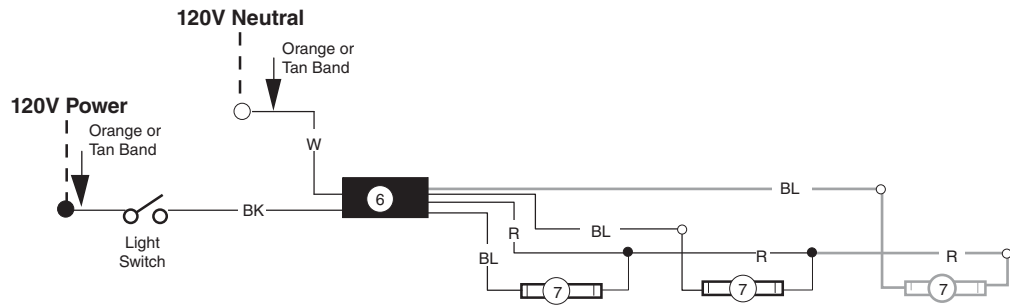 120V Neutral
Orange or
Tan Band
120V Power
Orange or
Tan Band
W
6
BL
BK
R
BL
R
R
BL
Light
Switch
7
7
7